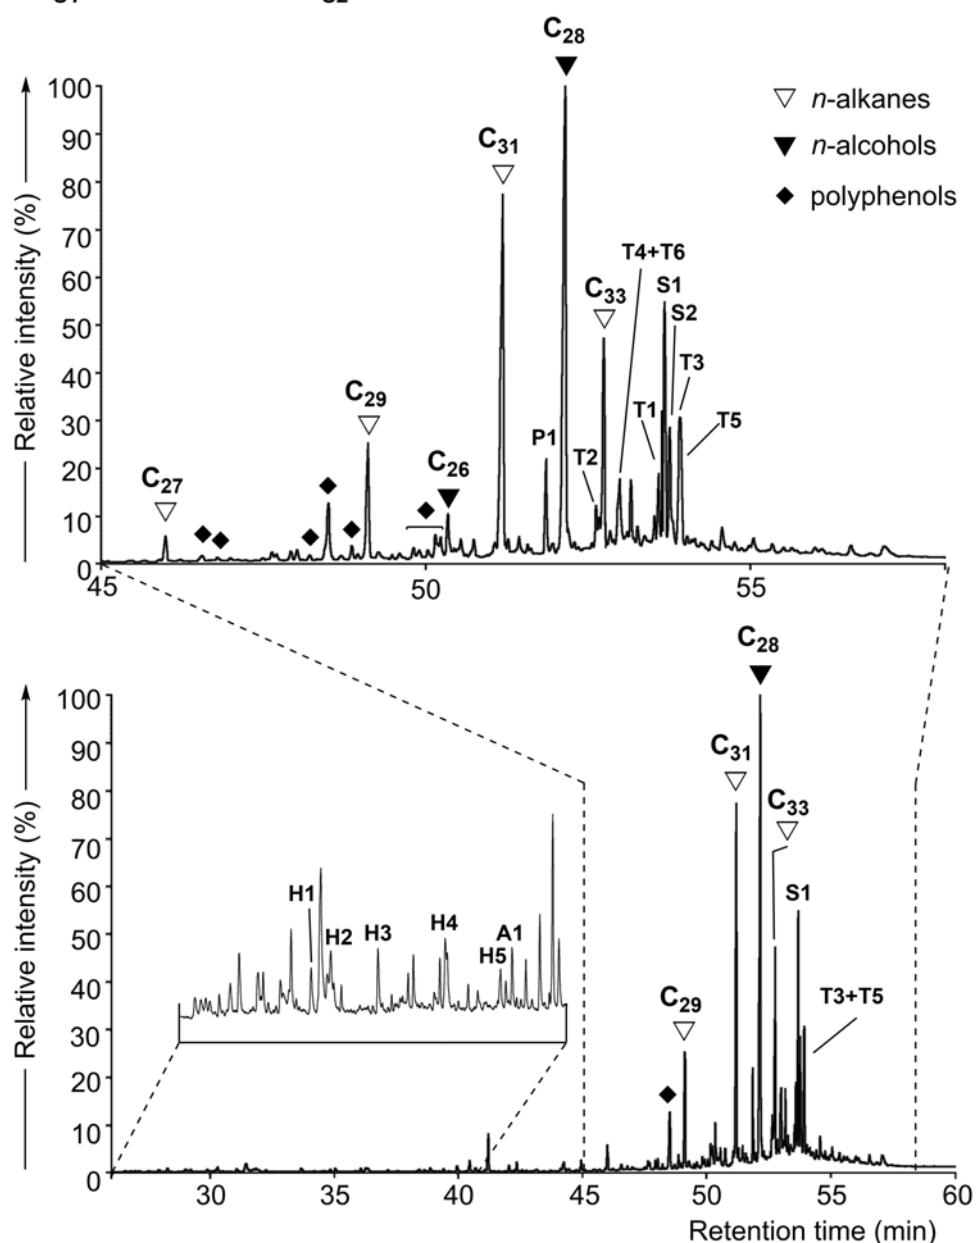 C28
100
90
80
70
60
50
40
30
20
10
0
Relative intensity (%)
▽ n-alkanes
▼ n-alcohols
◆ polyphenols
C31
T4+T6
C33
S1
S2
T3
C29
T1
T5
P1
T2
C26
C27
45
50
55
C28
100
90
80
70
60
50
40
30
20
10
0
Relative intensity (%)
C31
C33
S1
H1
H2
H3
H4
A1
H5
C29
T3+T5
30
35
40
45
50
55
60
Retention time (min)